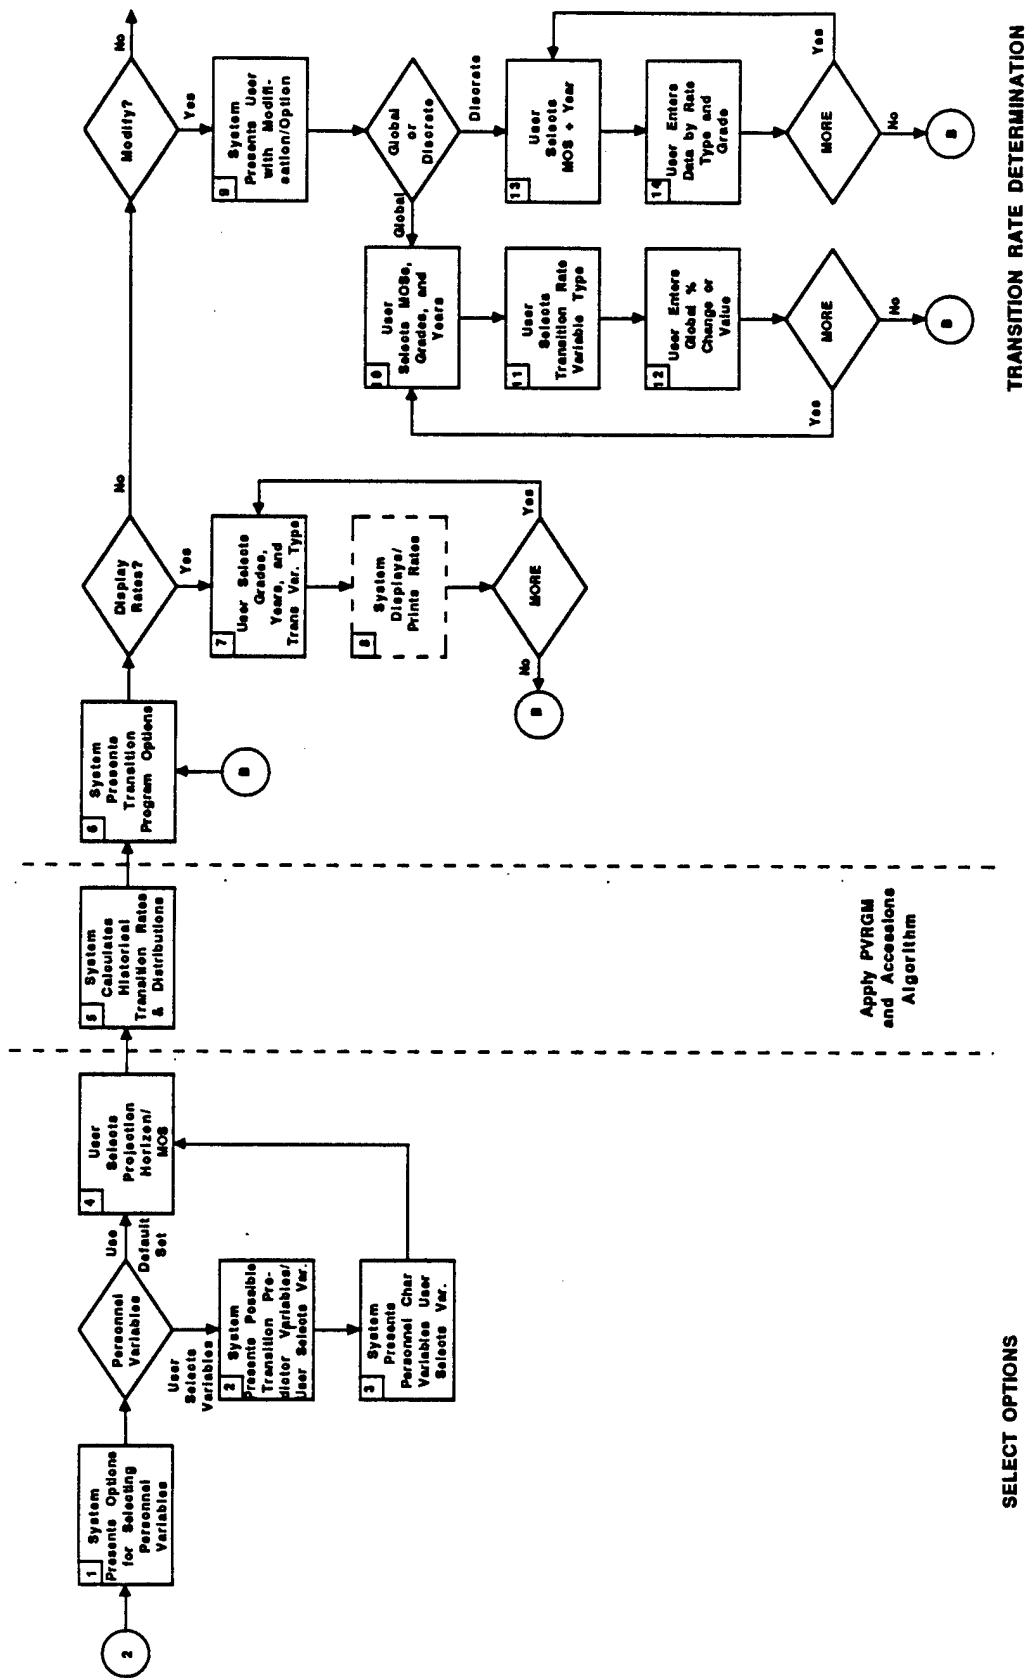 2
1
System
Presents Options
for Selecting
Personnel
Variables
Personnel
Variables
Use
Default
Set
User
Selects
Variables
2
System
Presents Possible
Transition Pre-
dictor Variables/
User Selects Var.
3
System
Presents
Personnel Char
Variables User
Selects Var.
4
User
Selects
Projection
Horizen/
MOS
SELECT OPTIONS
5
System
Calculates
Historical
Transition Rates
& Distributions
Apply PVRGM
and Accessions
Algorithm
6
System
Presents
Transition
Program Options
B
Display
Rates?
No
Yes
7
User Selects
Grades,
Years, and
Trans Var. Type
8
System
Displays/
Prints Rates
MORE
Yes
No
B
Modify?
No
Yes
9
System
Presents User
with Modifi-
cation/Option
Global
or
Discrete
Global
Discrete
10
User
Selects MOSs,
Grades, and
Years
11
User
Selects
Transition Rate
Variable Type
12
User Enters
Global %
Change or
Value
MORE
Yes
No
B
13
User
Selects
MOS + Year
14
User Enters
Data by Rate
Type and
Grade
MORE
Yes
No
B
TRANSITION RATE DETERMINATION